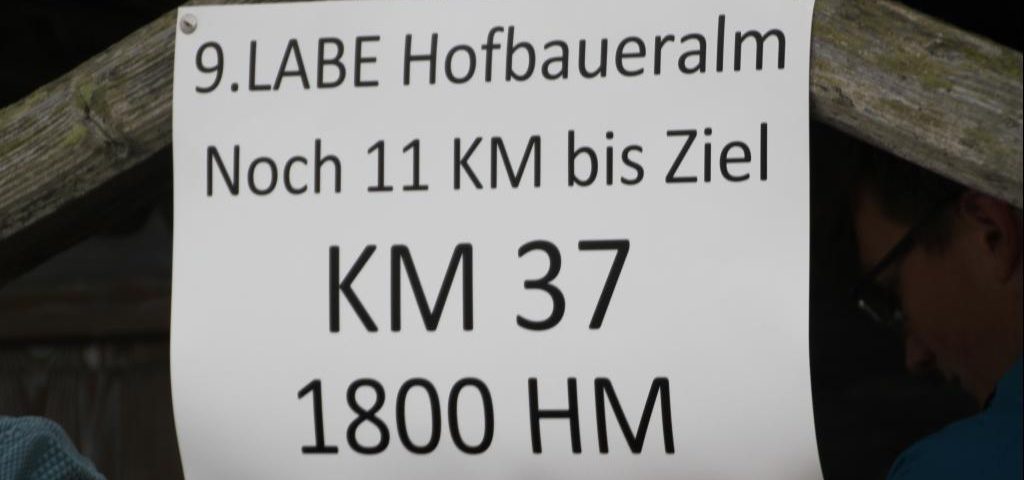 9.LABE Hofbaueralm
Noch 11 KM bis Ziel
KM 37
1800 HM